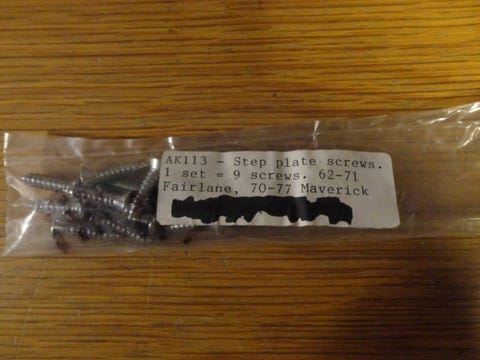 AK113 - Step plate screws.
1 set = 9 screws. 62-71
Fairlane, 70-77 Maverick